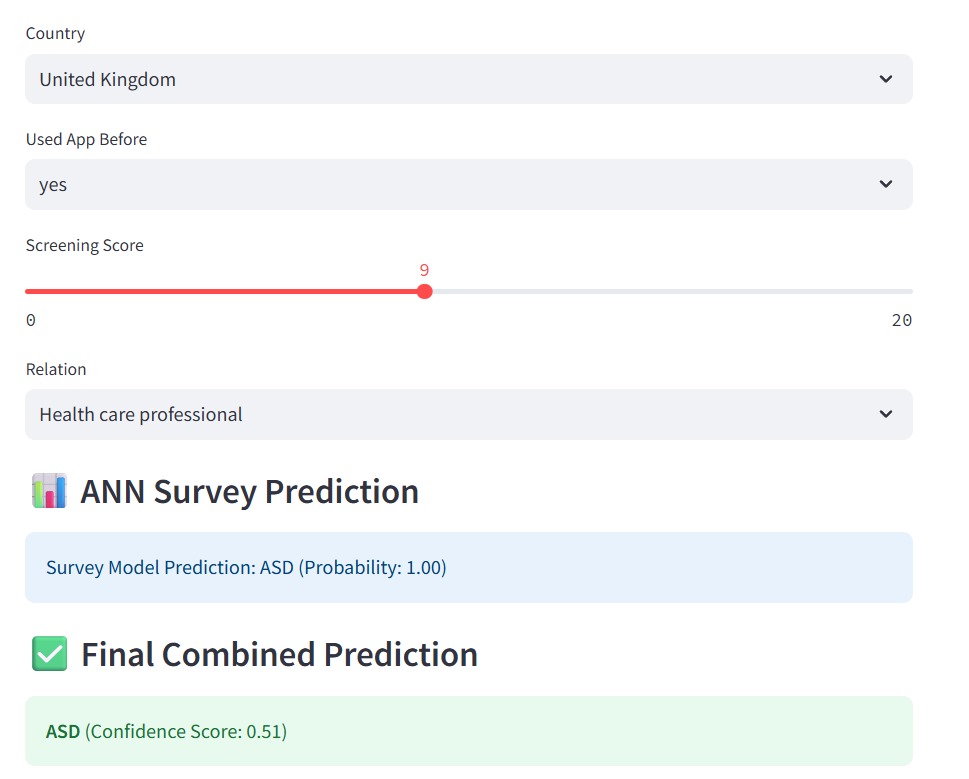 Country
United Kingdom
Used App Before
yes
Screening Score
9
0 20
Relation
Health care professional
ANN Survey Prediction
Survey Model Prediction: ASD (Probability: 1.00)
Final Combined Prediction
ASD (Confidence Score: 0.51)